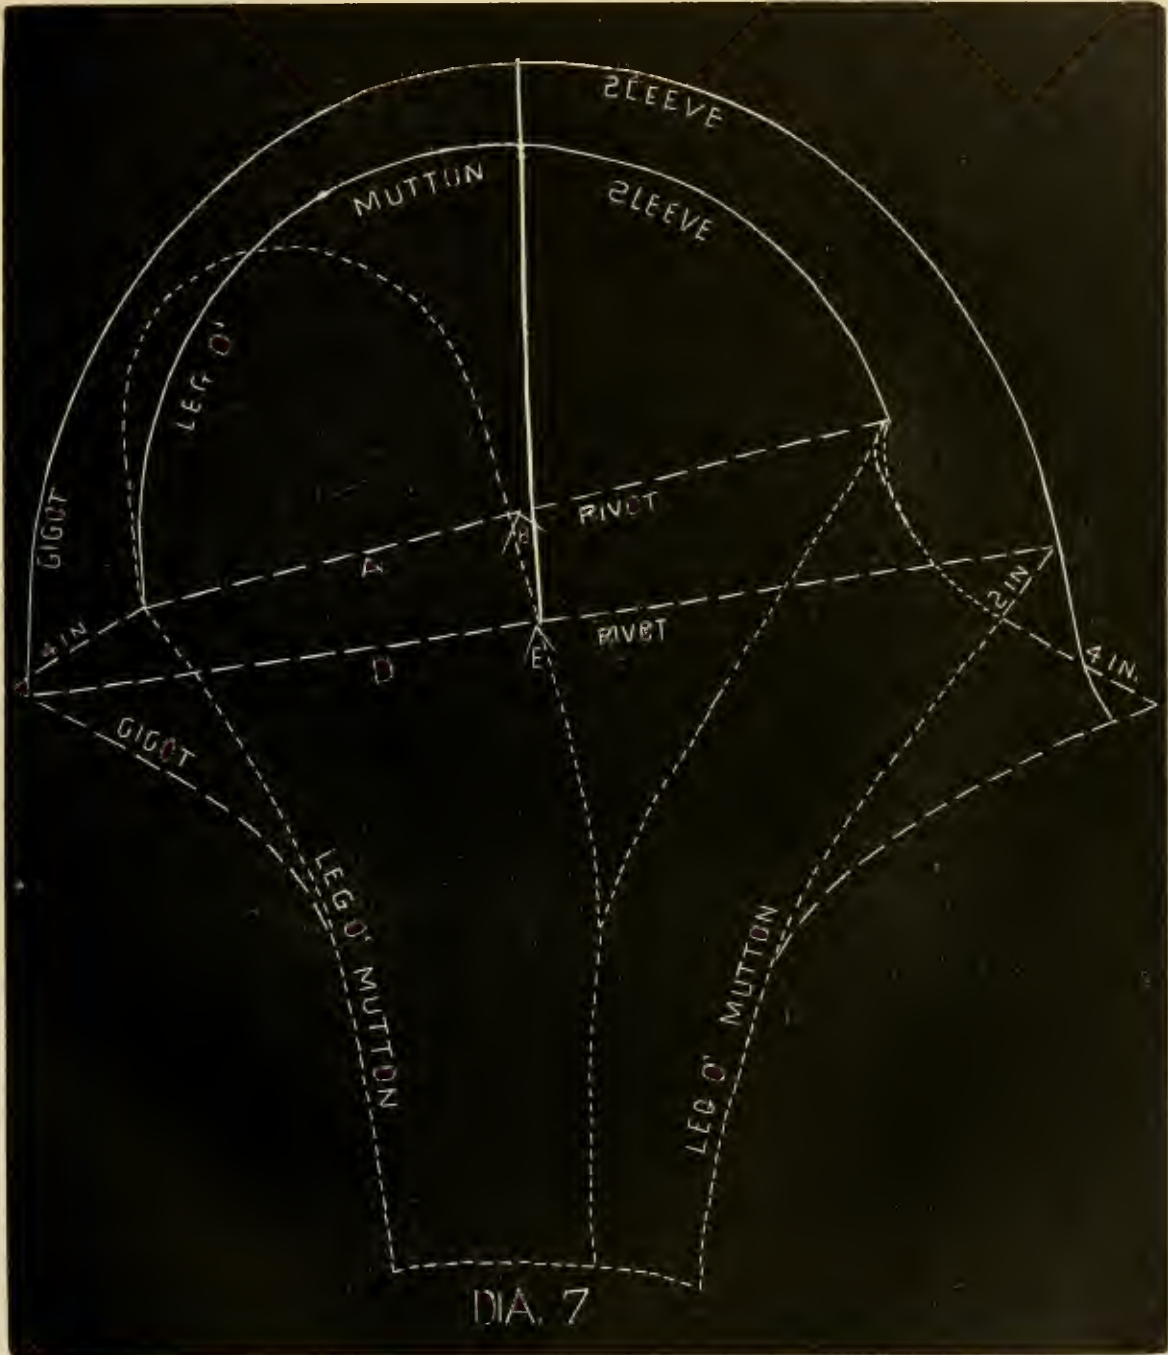 SLEEVE
MUTTON
SLEEVE
LEG O'
GIGOT
PIVOT
A
4 IN
2 IN
PIVOT
E
D
4 IN.
GIGOT
LEG O' MUTTON
LEG O' MUTTON
DIA. 7